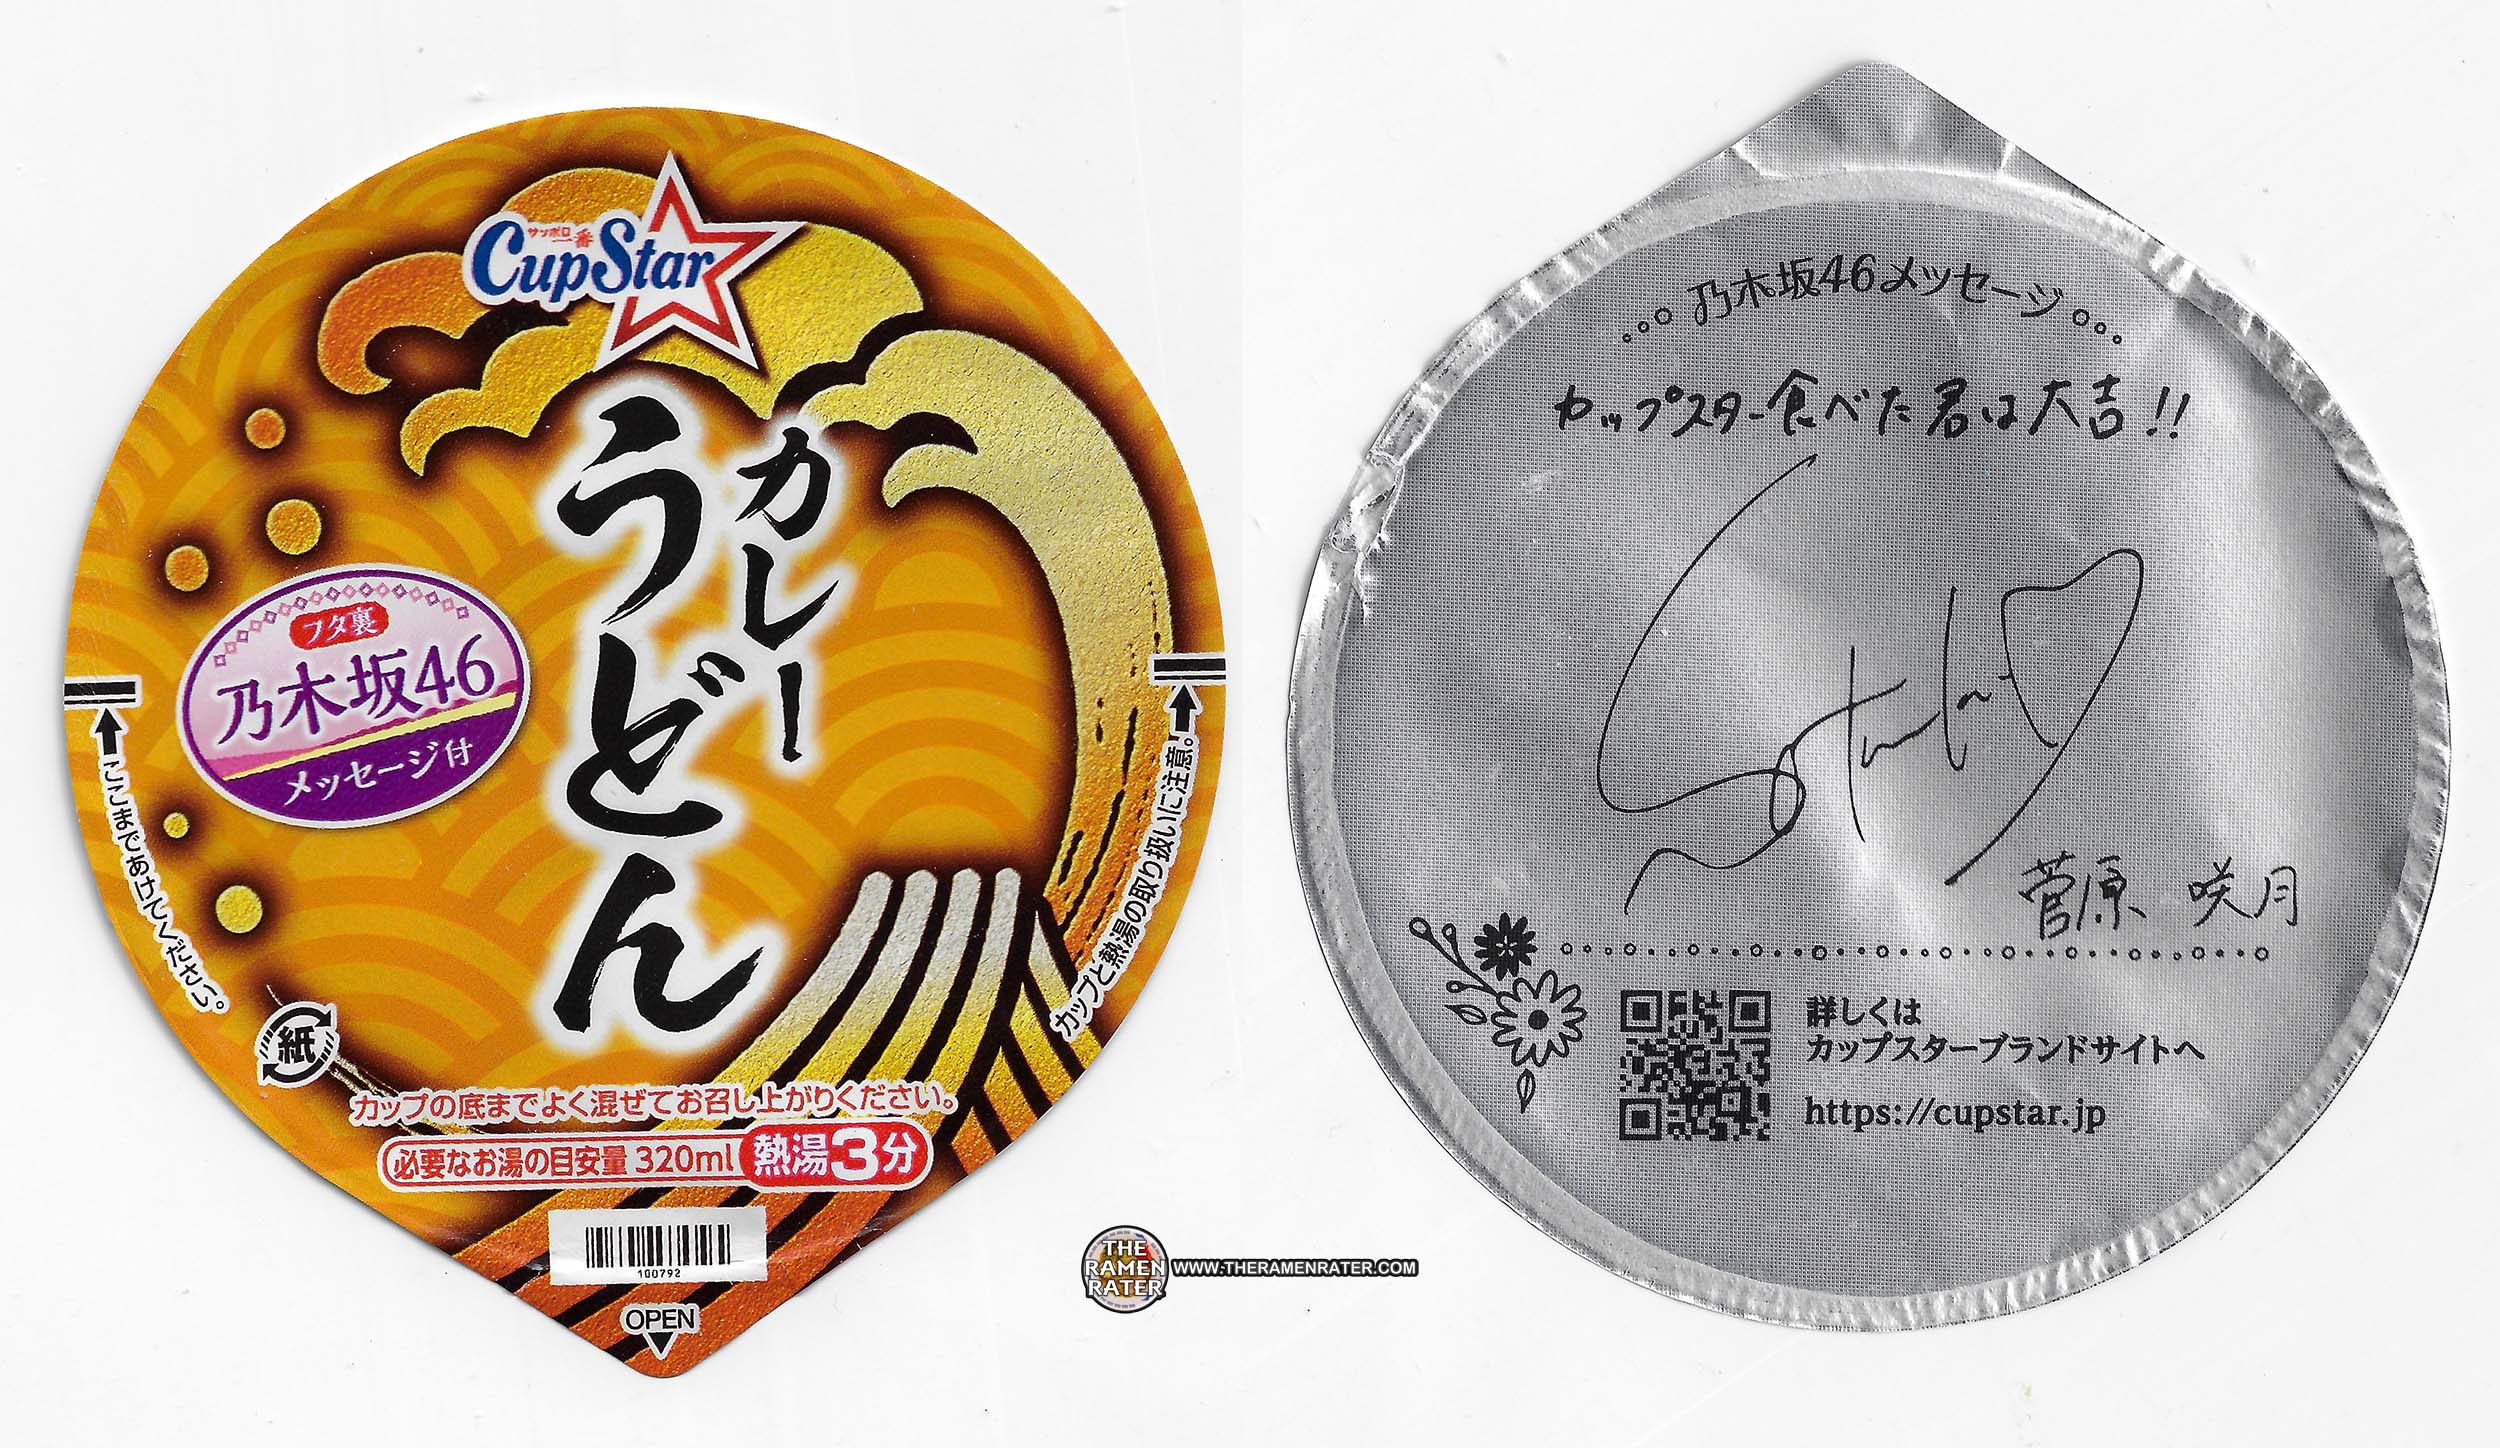 サッポロ一番
CupStar
カレー
うどん
フタ裏
乃木坂46
メッセージ付
ここまであけてください。
カップと熱湯の取り扱いに注意。
紙
カップの底までよく混ぜてお召し上がりください。
必要なお湯の目安量 320ml 熱湯3分
100792
OPEN
乃木坂46メッセージ
カップスター食べた君は大吉!!
菅原 咲月
詳しくは
カップスターブランドサイトへ
https://cupstar.jp
THE
RAMEN
RATER
WWW.THERAMENRATER.COM